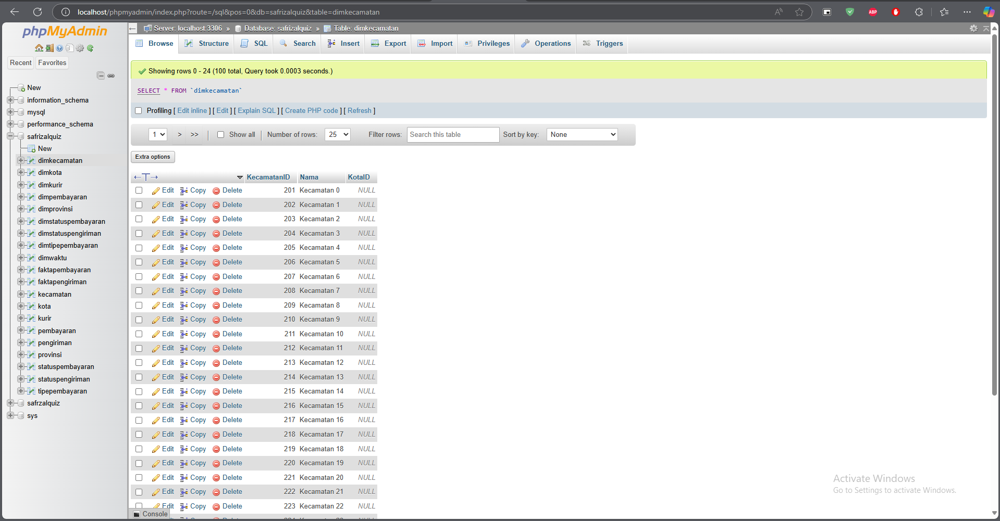 localhost/phpmyadmin/index.php?route=/sql&pos=0&db=safrizalquiz&table=dimkecamatan
ABP
phpMyAdmin
Recent
Favorites
New
information_schema
mysql
performance_schema
safrizalquiz
New
dimkecamatan
dimkota
dimkurir
dimpembayaran
dimprovinsi
dimstatuspembayaran
dimstatuspengiriman
dimtipepembayaran
dimwaktu
faktapembayaran
faktapengiriman
kecamatan
kota
kurir
pembayaran
pengiriman
provinsi
statuspembayaran
statuspengiriman
tipepembayaran
safrzalquiz
sys
Server: localhost:3306 » Database: safrizalquiz » Table: dimkecamatan
Browse Structure SQL Search Insert Export Import Privileges Operations Triggers
Showing rows 0 - 24 (100 total, Query took 0.0003 seconds.)
SELECT * FROM `dimkecamatan`
Profiling [ Edit inline ] [ Edit ] [ Explain SQL ] [ Create PHP code ] [ Refresh ]
1 > >> | Show all | Number of rows: 25 Filter rows: Search this table Sort by key: None
Extra options
←T→ KecamatanID Nama KotaID
Edit Copy Delete 201 Kecamatan 0 NULL
Edit Copy Delete 202 Kecamatan 1 NULL
Edit Copy Delete 203 Kecamatan 2 NULL
Edit Copy Delete 204 Kecamatan 3 NULL
Edit Copy Delete 205 Kecamatan 4 NULL
Edit Copy Delete 206 Kecamatan 5 NULL
Edit Copy Delete 207 Kecamatan 6 NULL
Edit Copy Delete 208 Kecamatan 7 NULL
Edit Copy Delete 209 Kecamatan 8 NULL
Edit Copy Delete 210 Kecamatan 9 NULL
Edit Copy Delete 211 Kecamatan 10 NULL
Edit Copy Delete 212 Kecamatan 11 NULL
Edit Copy Delete 213 Kecamatan 12 NULL
Edit Copy Delete 214 Kecamatan 13 NULL
Edit Copy Delete 215 Kecamatan 14 NULL
Edit Copy Delete 216 Kecamatan 15 NULL
Edit Copy Delete 217 Kecamatan 16 NULL
Edit Copy Delete 218 Kecamatan 17 NULL
Edit Copy Delete 219 Kecamatan 18 NULL
Edit Copy Delete 220 Kecamatan 19 NULL
Edit Copy Delete 221 Kecamatan 20 NULL
Edit Copy Delete 222 Kecamatan 21 NULL
Edit Copy Delete 223 Kecamatan 22 NULL
Console
Activate Windows
Go to Settings to activate Windows.